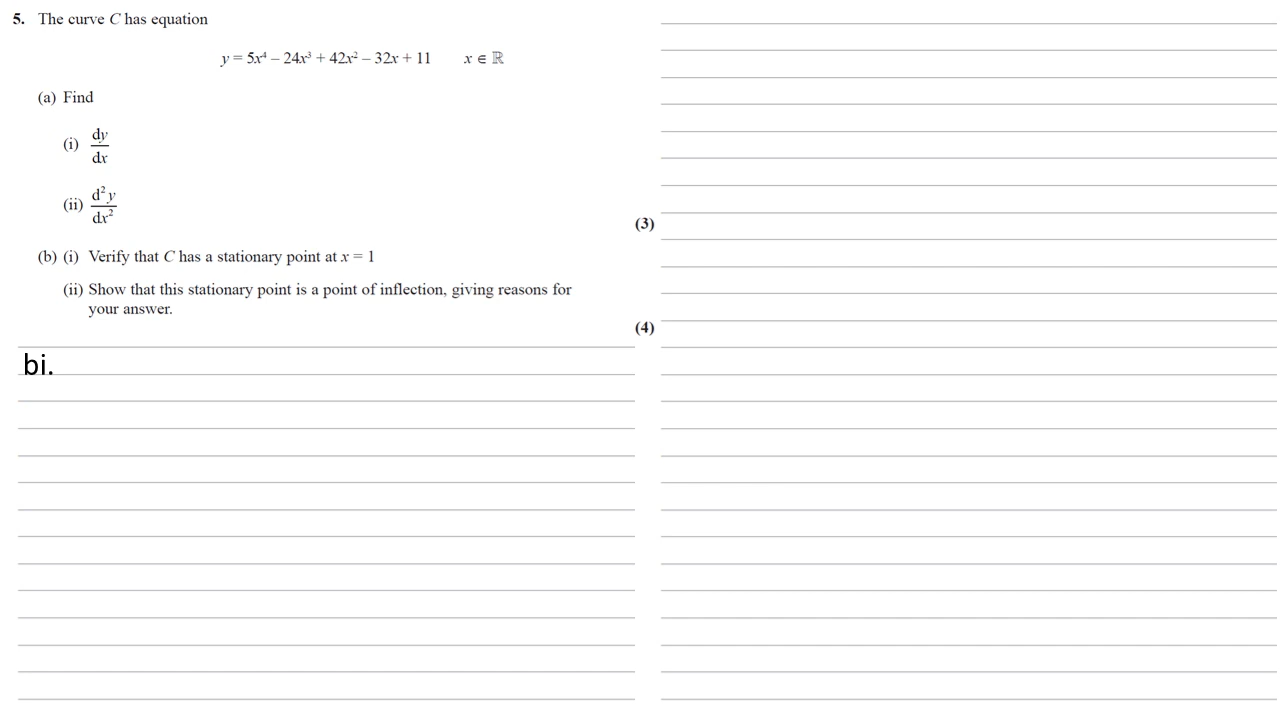 5. The curve C has equation
y = 5x⁴ – 24x³ + 42x² – 32x + 11 x ∈ ℝ
(a) Find
(i) dy/dx
(ii) d²y/dx²
(3)
(b) (i) Verify that C has a stationary point at x = 1
(ii) Show that this stationary point is a point of inflection, giving reasons for
your answer.
(4)
bi.